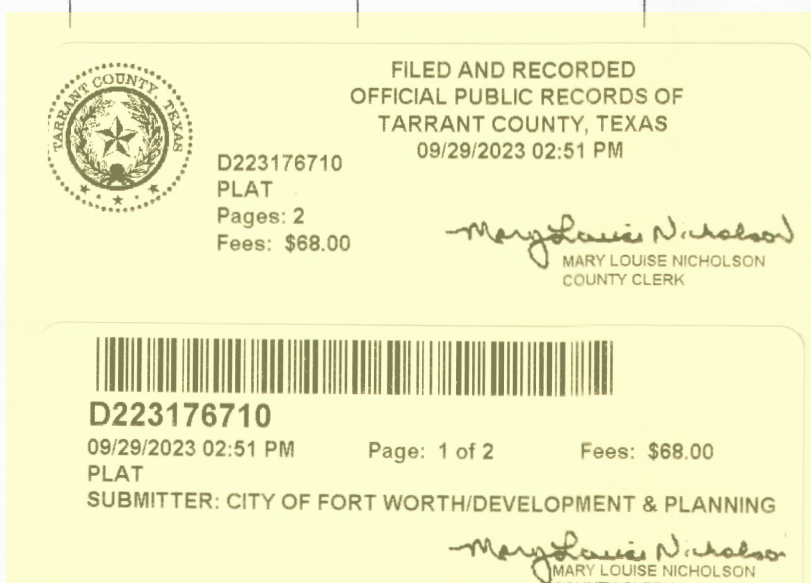 TARRANT COUNTY, TEXAS
FILED AND RECORDED
OFFICIAL PUBLIC RECORDS OF
TARRANT COUNTY, TEXAS
09/29/2023 02:51 PM
D223176710
PLAT
Pages: 2
Fees: $68.00
Mary Louise Nicholson
MARY LOUISE NICHOLSON
COUNTY CLERK
D223176710
09/29/2023 02:51 PM Page: 1 of 2 Fees: $68.00
PLAT
SUBMITTER: CITY OF FORT WORTH/DEVELOPMENT & PLANNING
Mary Louise Nicholson
MARY LOUISE NICHOLSON